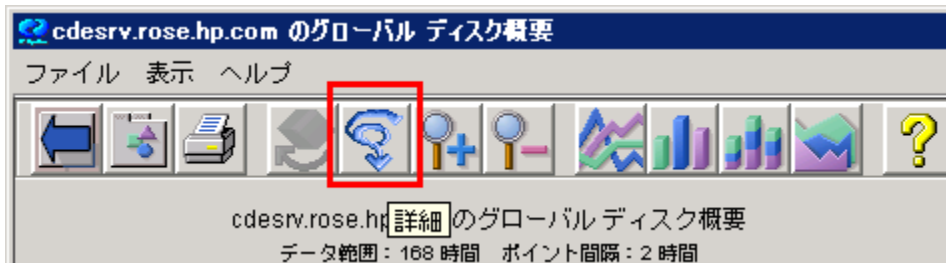 cdesrv.rose.hp.com のグローバル ディスク概要
ファイル 表示 ヘルプ
cdesrv.rose.hp 詳細 のグローバル ディスク概要
データ範囲：168 時間 ポイント間隔：2 時間